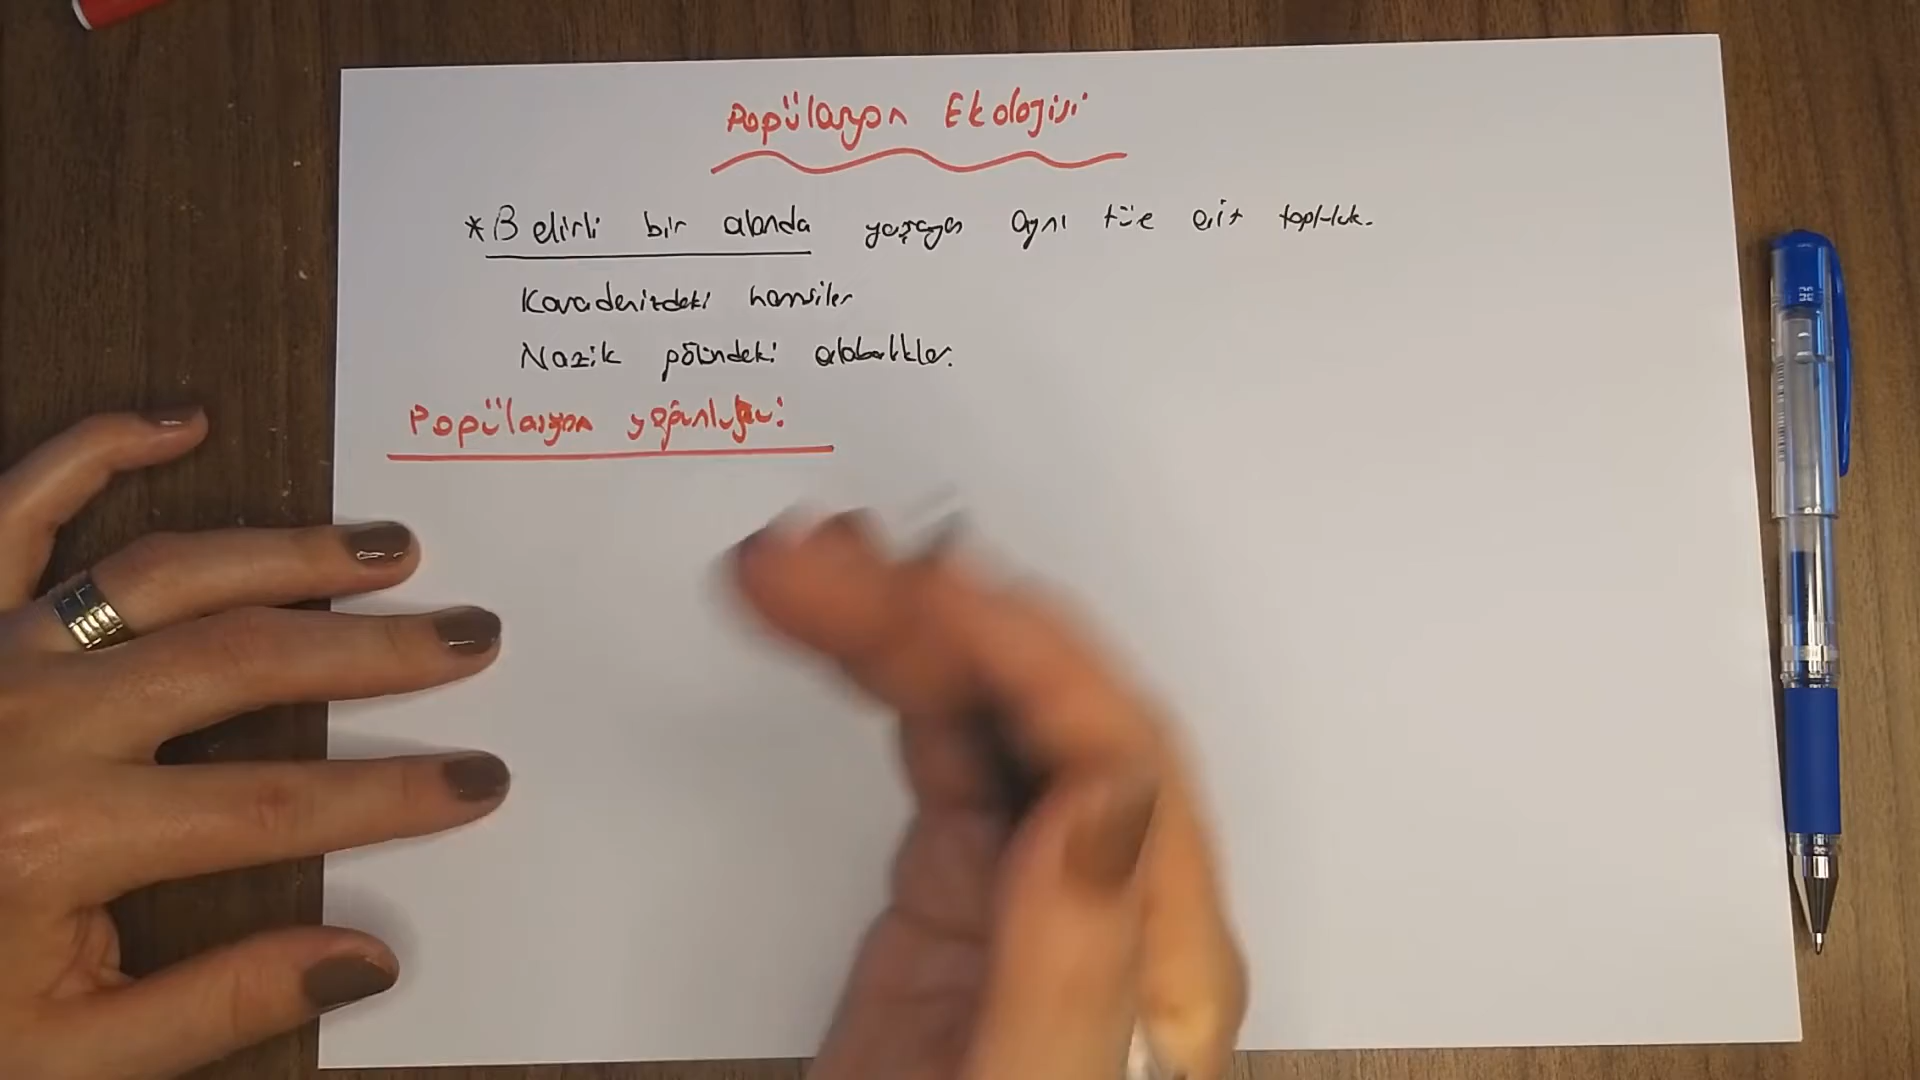 Popülasyon Ekolojisi
*Belirli bir alanda yaşayan aynı türe ait topluluk.
Karadenizdeki hamsiler
Nazik gölündeki alabalıklar.
Popülasyon yoğunluğu: